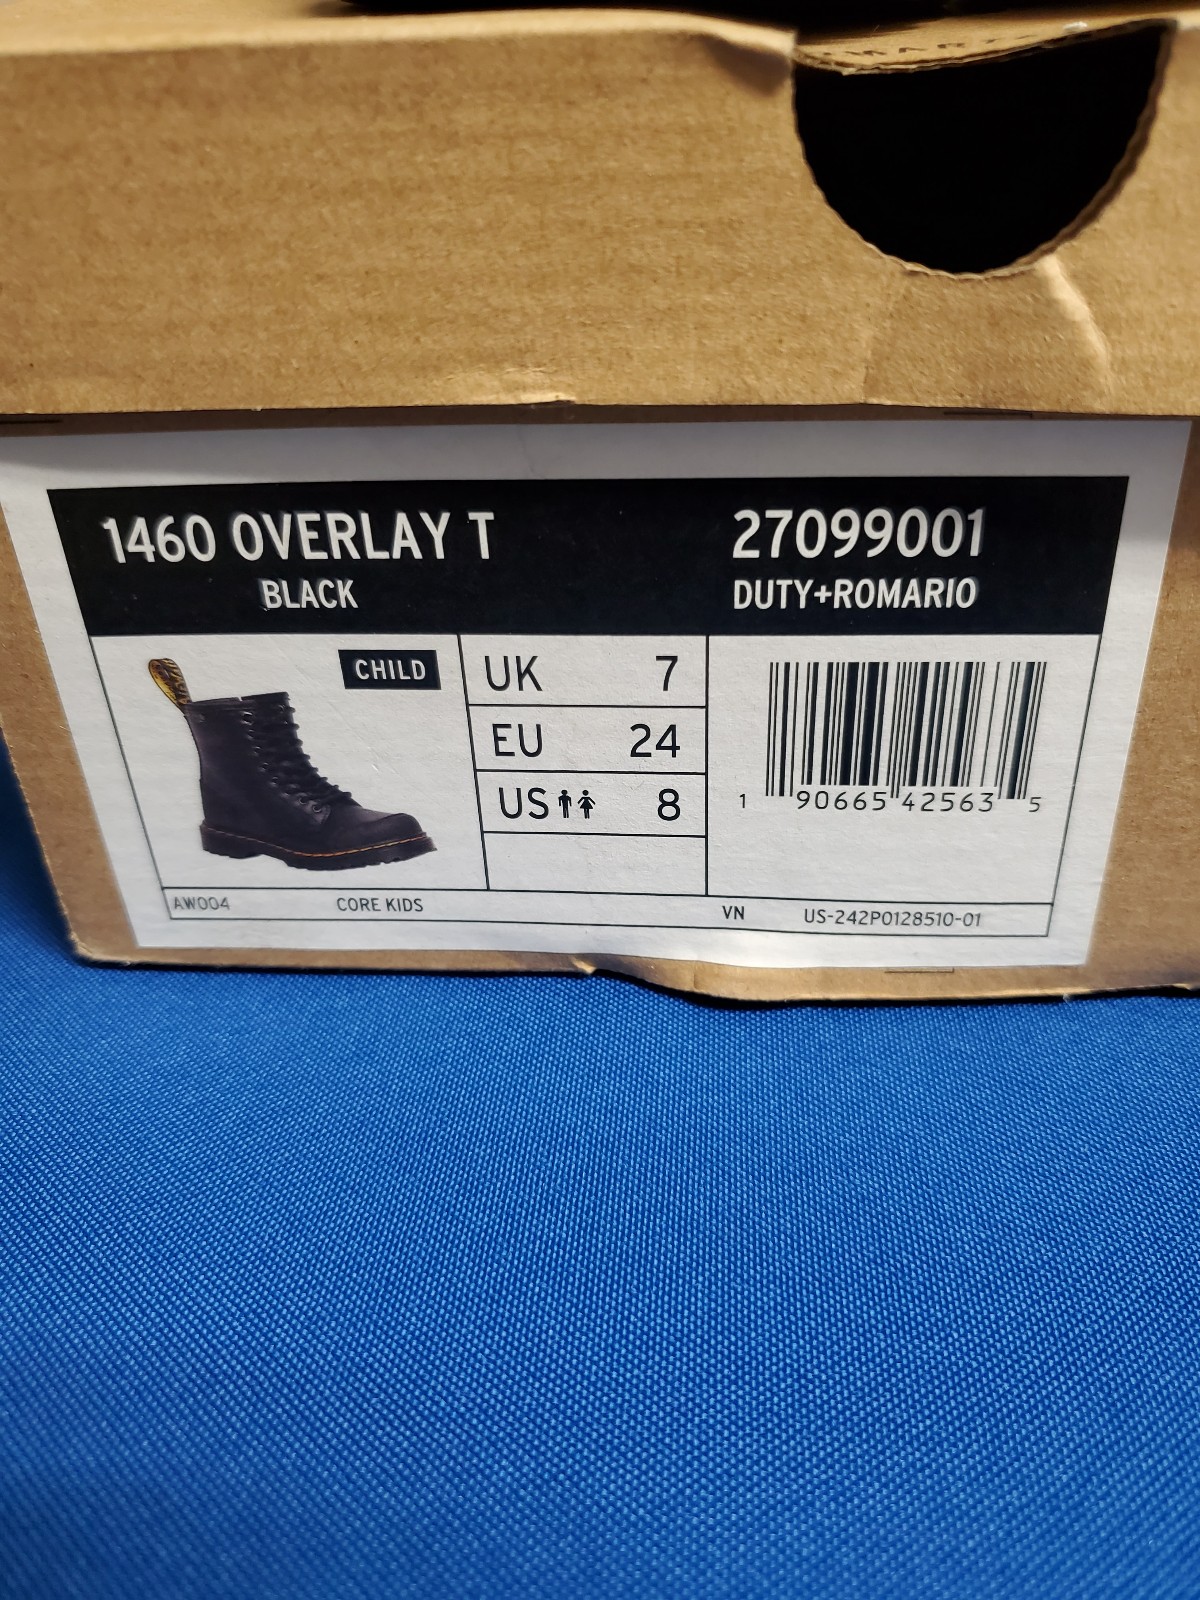 1460 OVERLAY T
BLACK
27099001
DUTY+ROMARIO
CHILD
UK 7
EU 24
US 8
1 90665 42563 5
AW004 CORE KIDS VN US-242P0128510-01